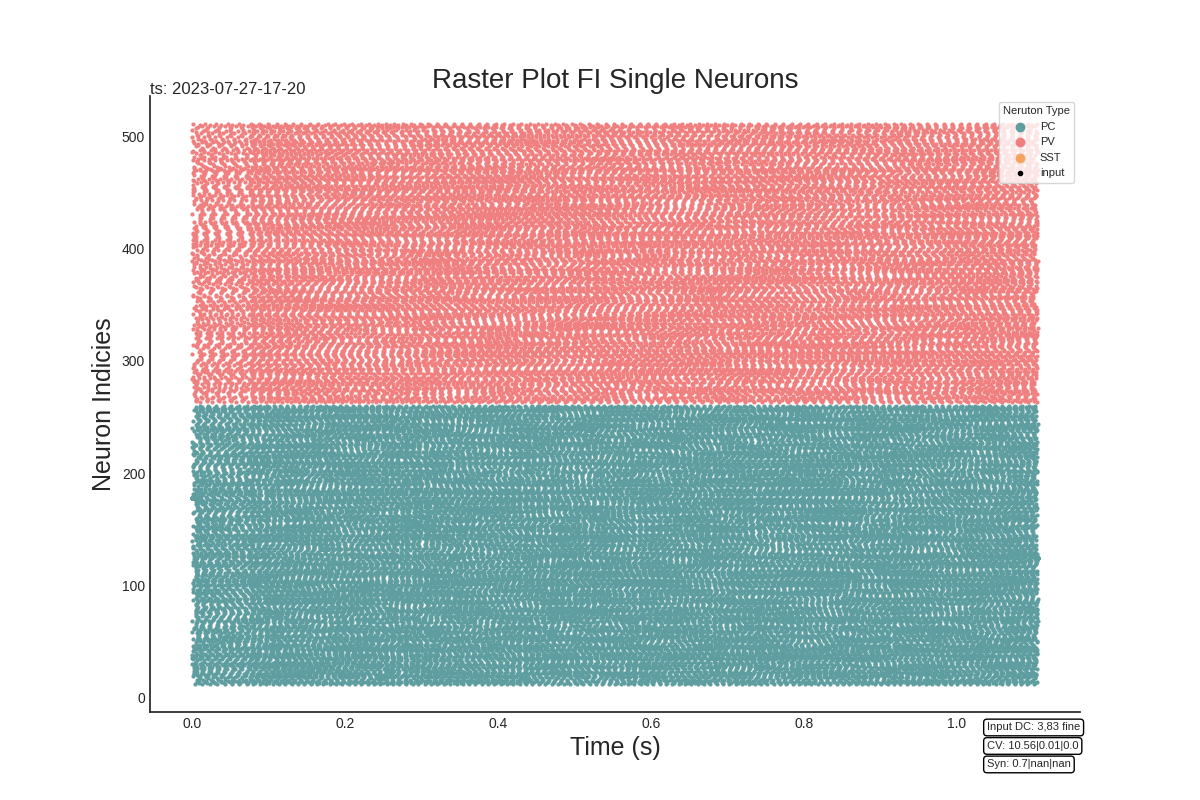 Raster Plot FI Single Neurons
ts: 2023-07-27-17-20
Neruton Type
PC
PV
SST
input
500
400
300
200
100
0
Neuron Indicies
0.0 0.2 0.4 0.6 0.8 1.0
Time (s)
Input DC: 3,83 fine
CV: 10.56|0.01|0.0
Syn: 0.7|nan|nan